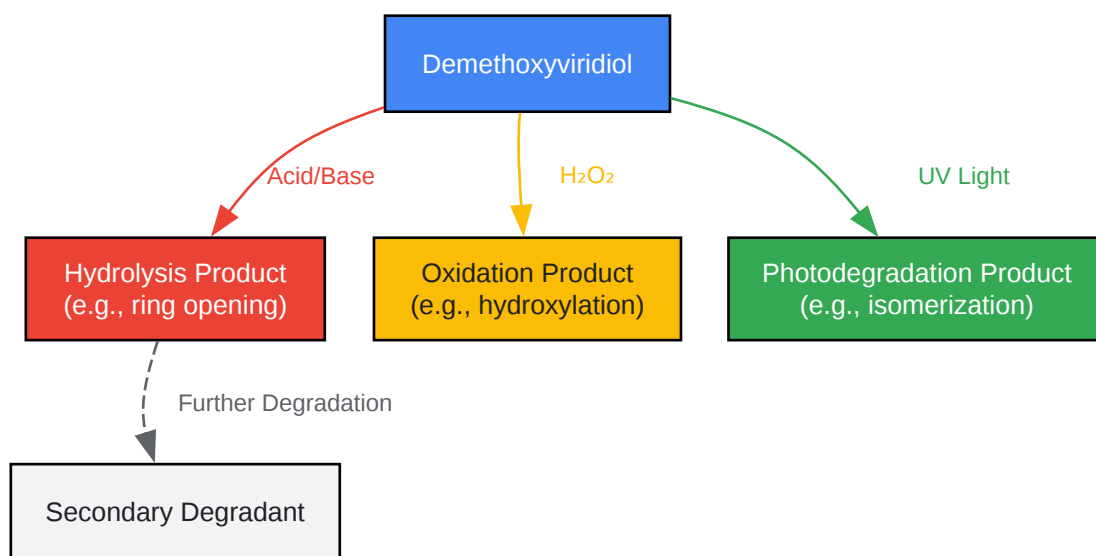 Demethoxyviridiol
Acid/Base
H₂O₂
UV Light
Hydrolysis Product
(e.g., ring opening)
Oxidation Product
(e.g., hydroxylation)
Photodegradation Product
(e.g., isomerization)
Further Degradation
Secondary Degradant